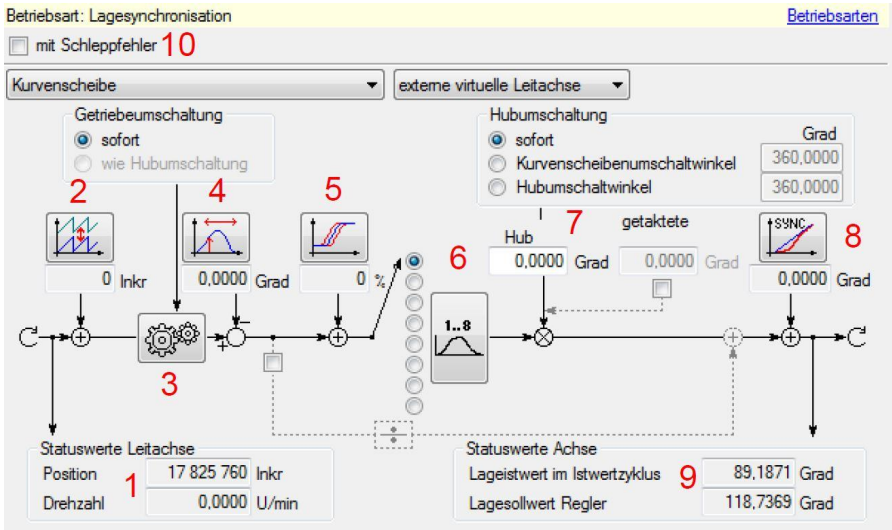 Betriebsart: Lagesynchronisation Betriebsarten
mit Schleppfehler 10
Kurvenscheibe externe virtuelle Leitachse
Getriebeumschaltung
sofort
wie Hubumschaltung
Hubumschaltung
Grad
sofort
Kurvenscheibenumschaltwinkel 360,0000
Hubumschaltwinkel 360,0000
2 4 5 6 7 8
getaktete
Hub
SYNC
0 Inkr 0,0000 Grad 0 % 0,0000 Grad 0,0000 Grad 0,0000 Grad
1..8
3
Statuswerte Leitachse
Position 17 825 760 Inkr
1
Drehzahl 0,0000 U/min
Statuswerte Achse
Lageistwert im Istwertzyklus 9 89,1871 Grad
Lagesollwert Regler 118,7369 Grad